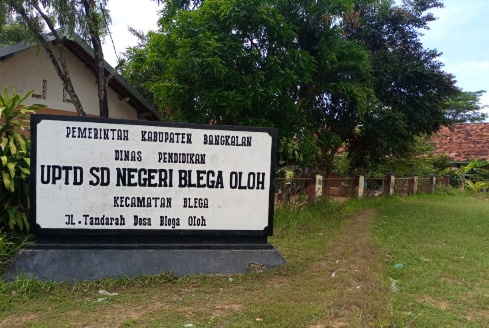 PEMERINTAH KABUPATEN BANGKALAN
DINAS PENDIDIKAN
UPTD SD NEGERI BLEGA OLOH
KECAMATAN BLEGA
Jl.Tandarah Desa Blega Oloh